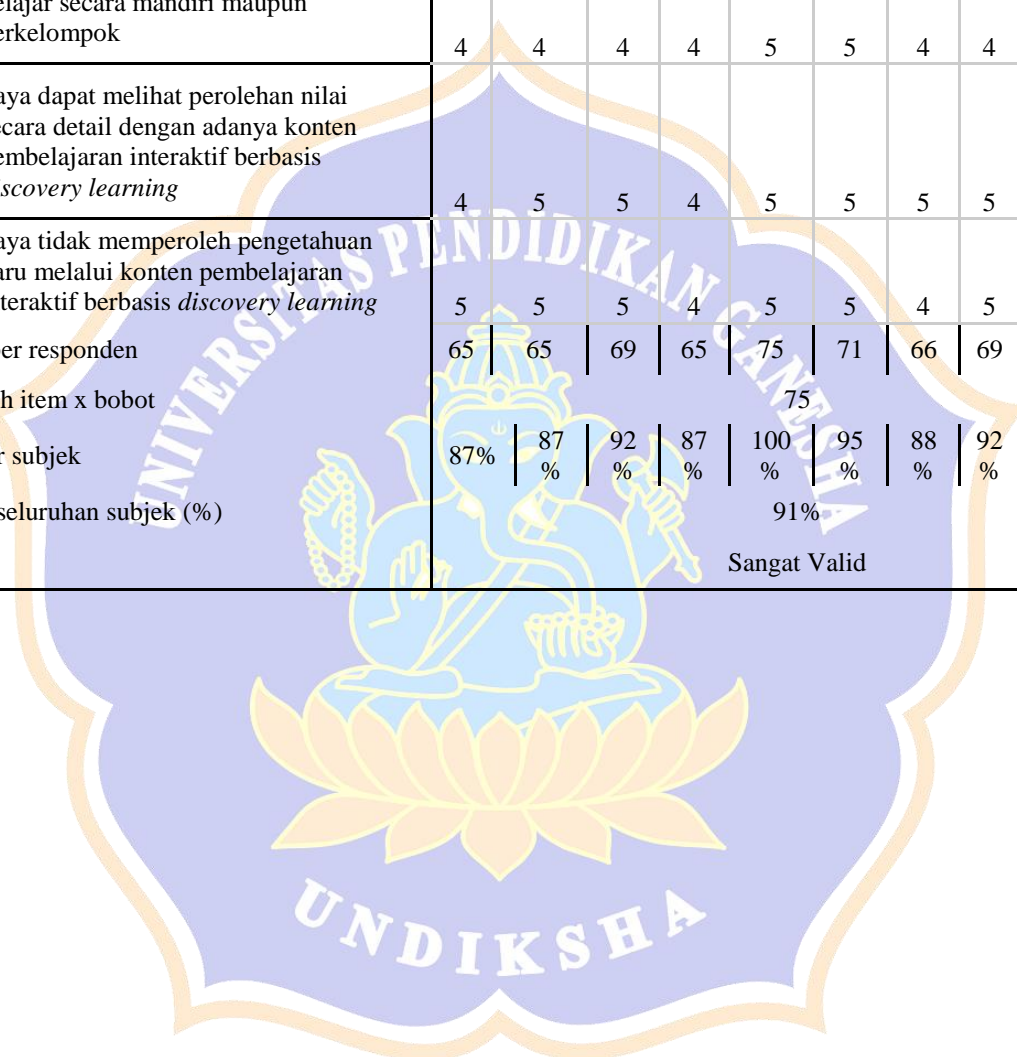 elajar secara mandiri maupun
erkelompok 4 4 4 4 5 5 4 4
aya dapat melihat perolehan nilai
ecara detail dengan adanya konten
embelajaran interaktif berbasis
iscovery learning 4 5 5 4 5 5 5 5
aya tidak memperoleh pengetahuan
aru melalui konten pembelajaran
nteraktif berbasis discovery learning 5 5 5 4 5 5 4 5
per responden 65 65 69 65 75 71 66 69
h item x bobot 75
r subjek 87% 87 % 92 % 87 % 100 % 95 % 88 % 92 %
seluruhan subjek (%) 91%
Sangat Valid
UNIVERSITAS PENDIDIKAN GANESHA
UNDIKSHA